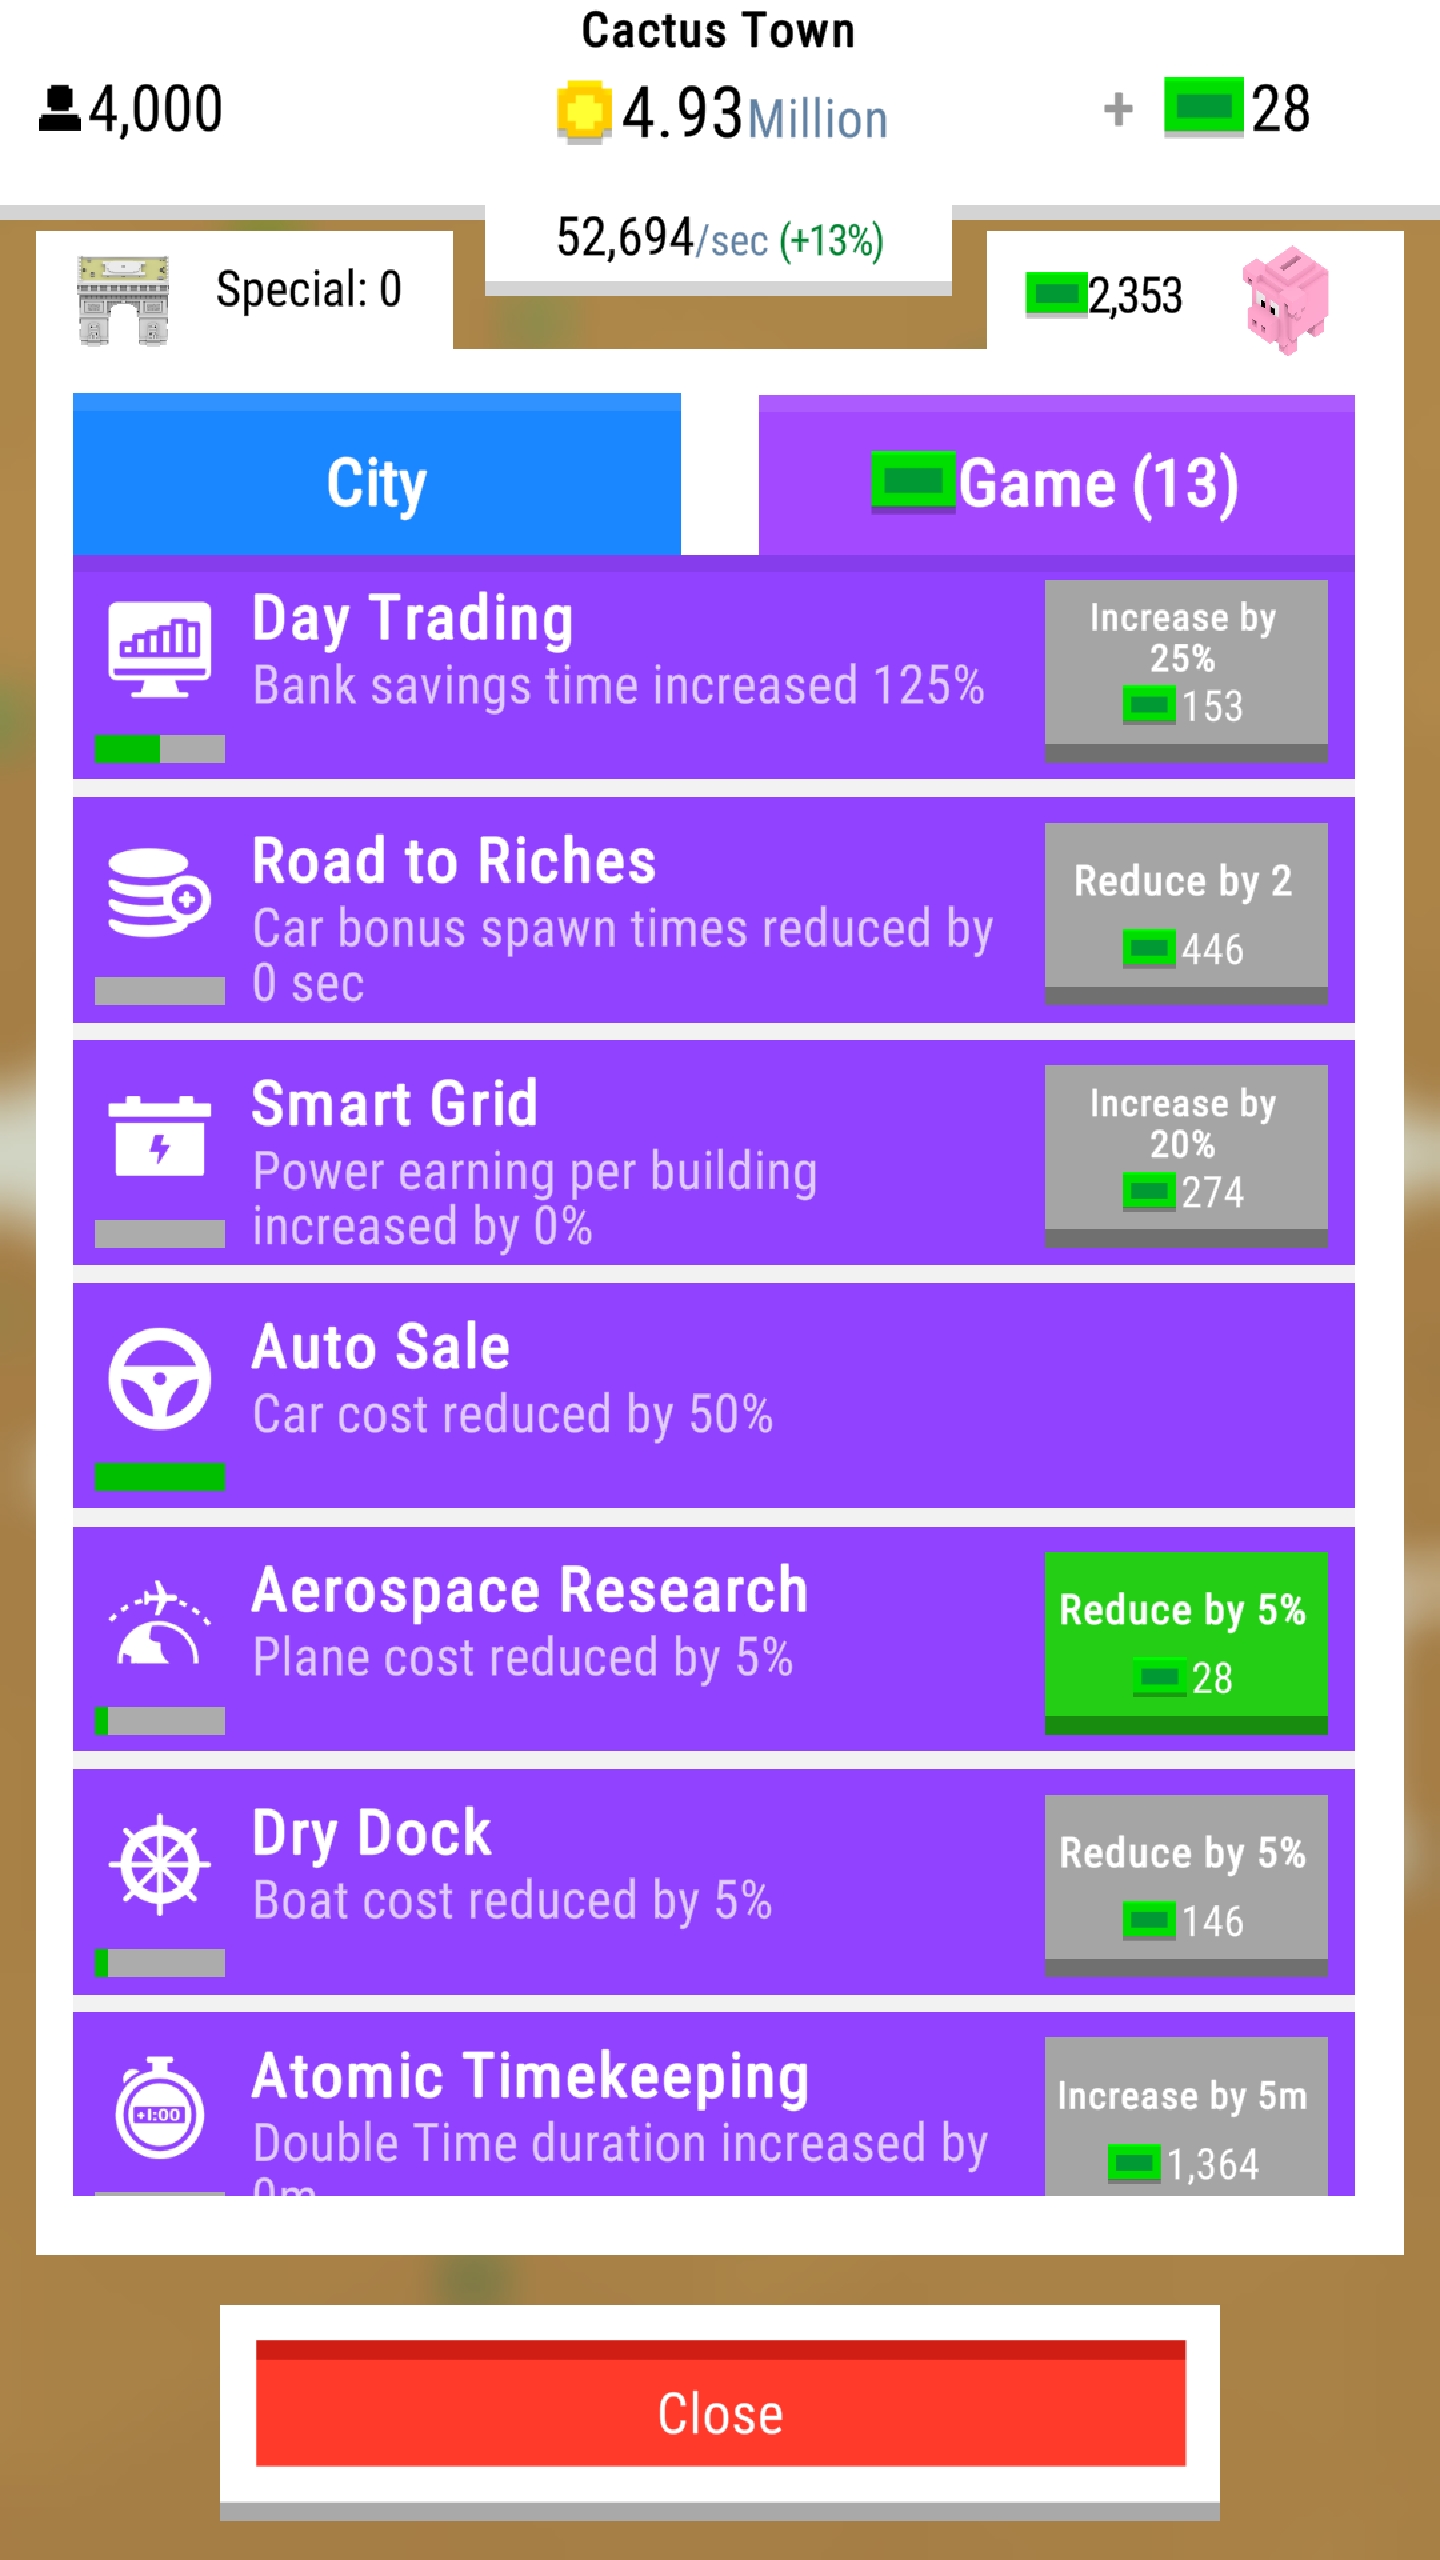 Cactus Town
4,000
4.93Million
+ 28
52,694/sec (+13%)
Special: 0
2,353
City
Game (13)
Day Trading
Bank savings time increased 125%
Increase by
25%
153
Road to Riches
Car bonus spawn times reduced by
0 sec
Reduce by 2
446
Smart Grid
Power earning per building
increased by 0%
Increase by
20%
274
Auto Sale
Car cost reduced by 50%
Aerospace Research
Plane cost reduced by 5%
Reduce by 5%
28
Dry Dock
Boat cost reduced by 5%
Reduce by 5%
146
+1:00
Atomic Timekeeping
Double Time duration increased by
0m
Increase by 5m
1,364
Close